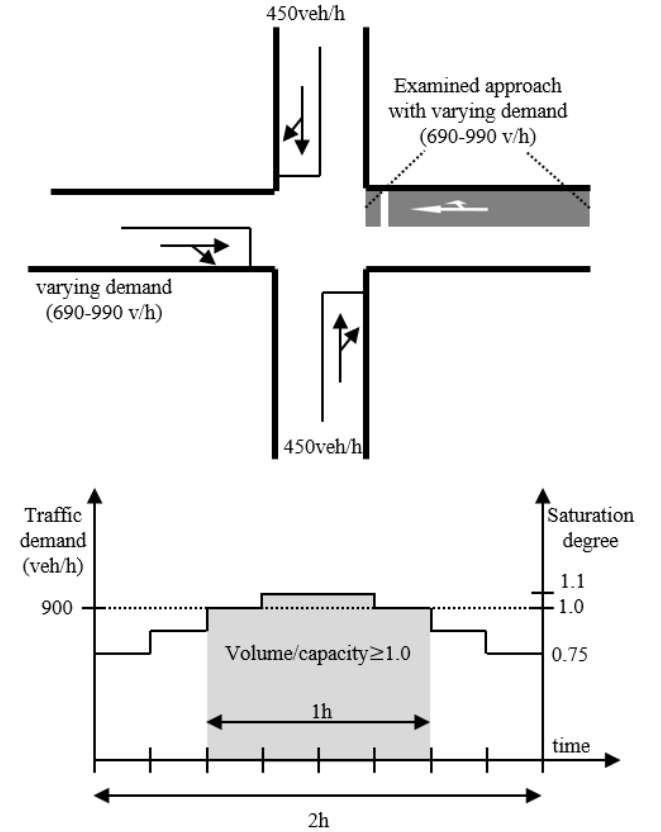 450veh/h
Examined approach
with varying demand
(690-990 v/h)
varying demand
(690-990 v/h)
450veh/h
Traffic
demand
(veh/h)
Saturation
degree
900
1.1
1.0
Volume/capacity≥1.0
0.75
1h
time
2h